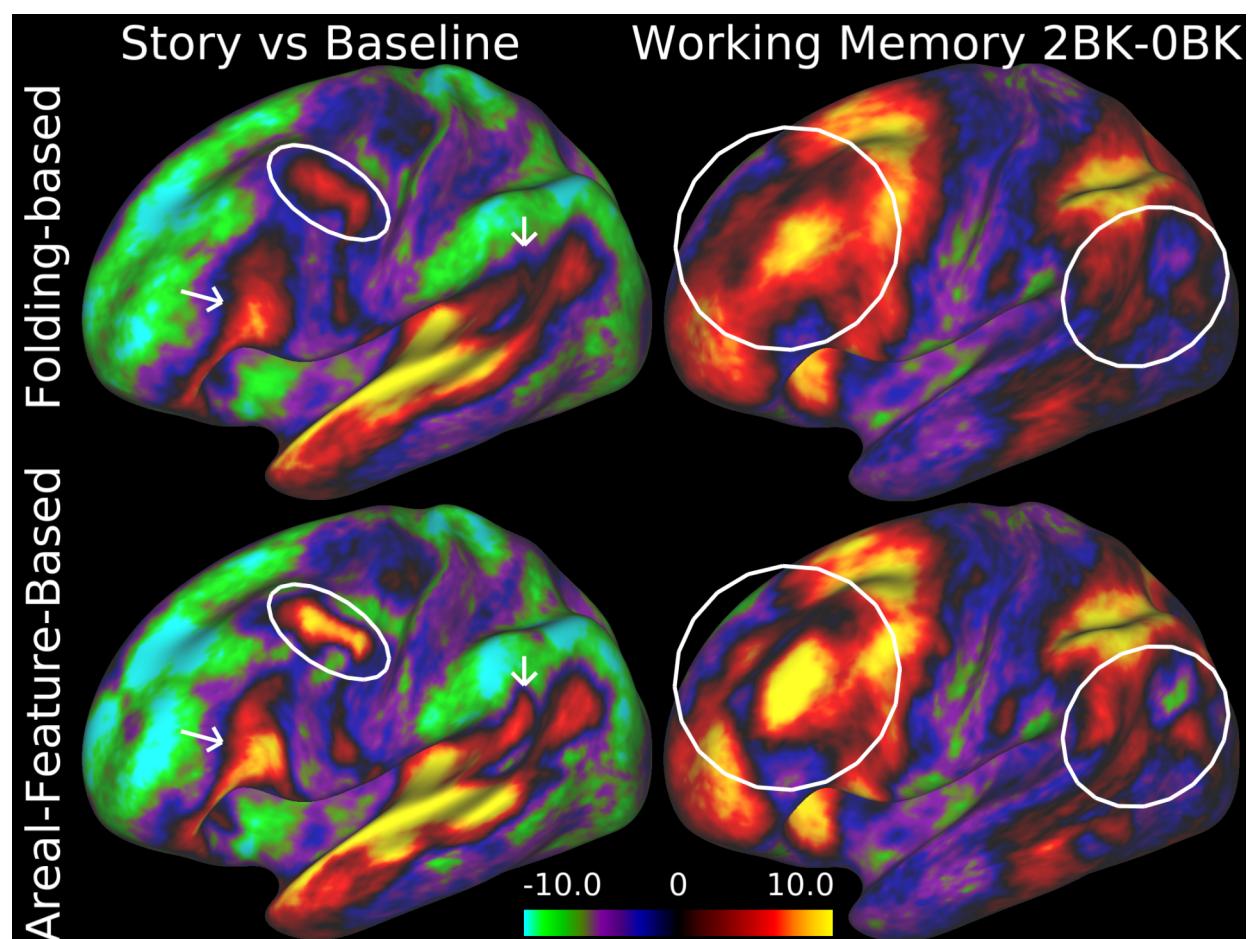 Story vs Baseline
Working Memory 2BK-0BK
Folding-based
Areal-Feature-Based
-10.0 0 10.0